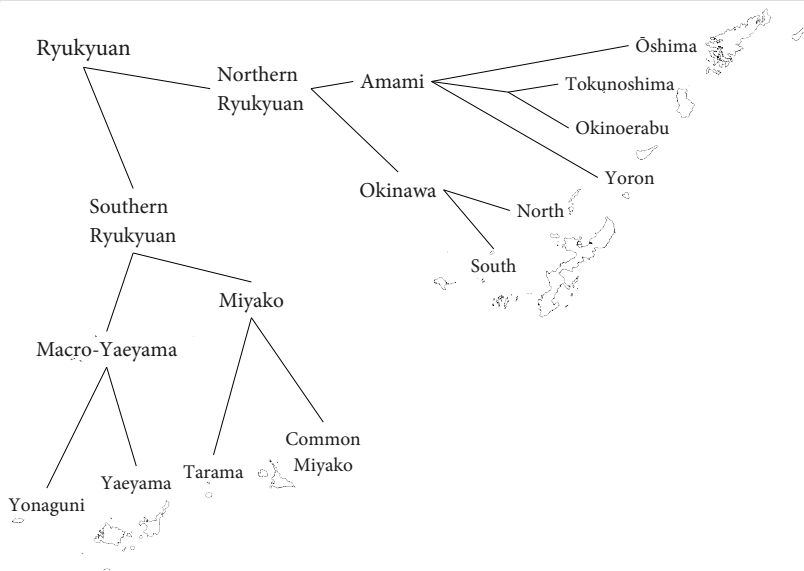 Ryukyuan
Northern
Ryukyuan
Amami
Ōshima
Tokunoshima
Okinoerabu
Yoron
Okinawa
North
South
Southern
Ryukyuan
Miyako
Macro-Yaeyama
Common
Miyako
Tarama
Yaeyama
Yonaguni